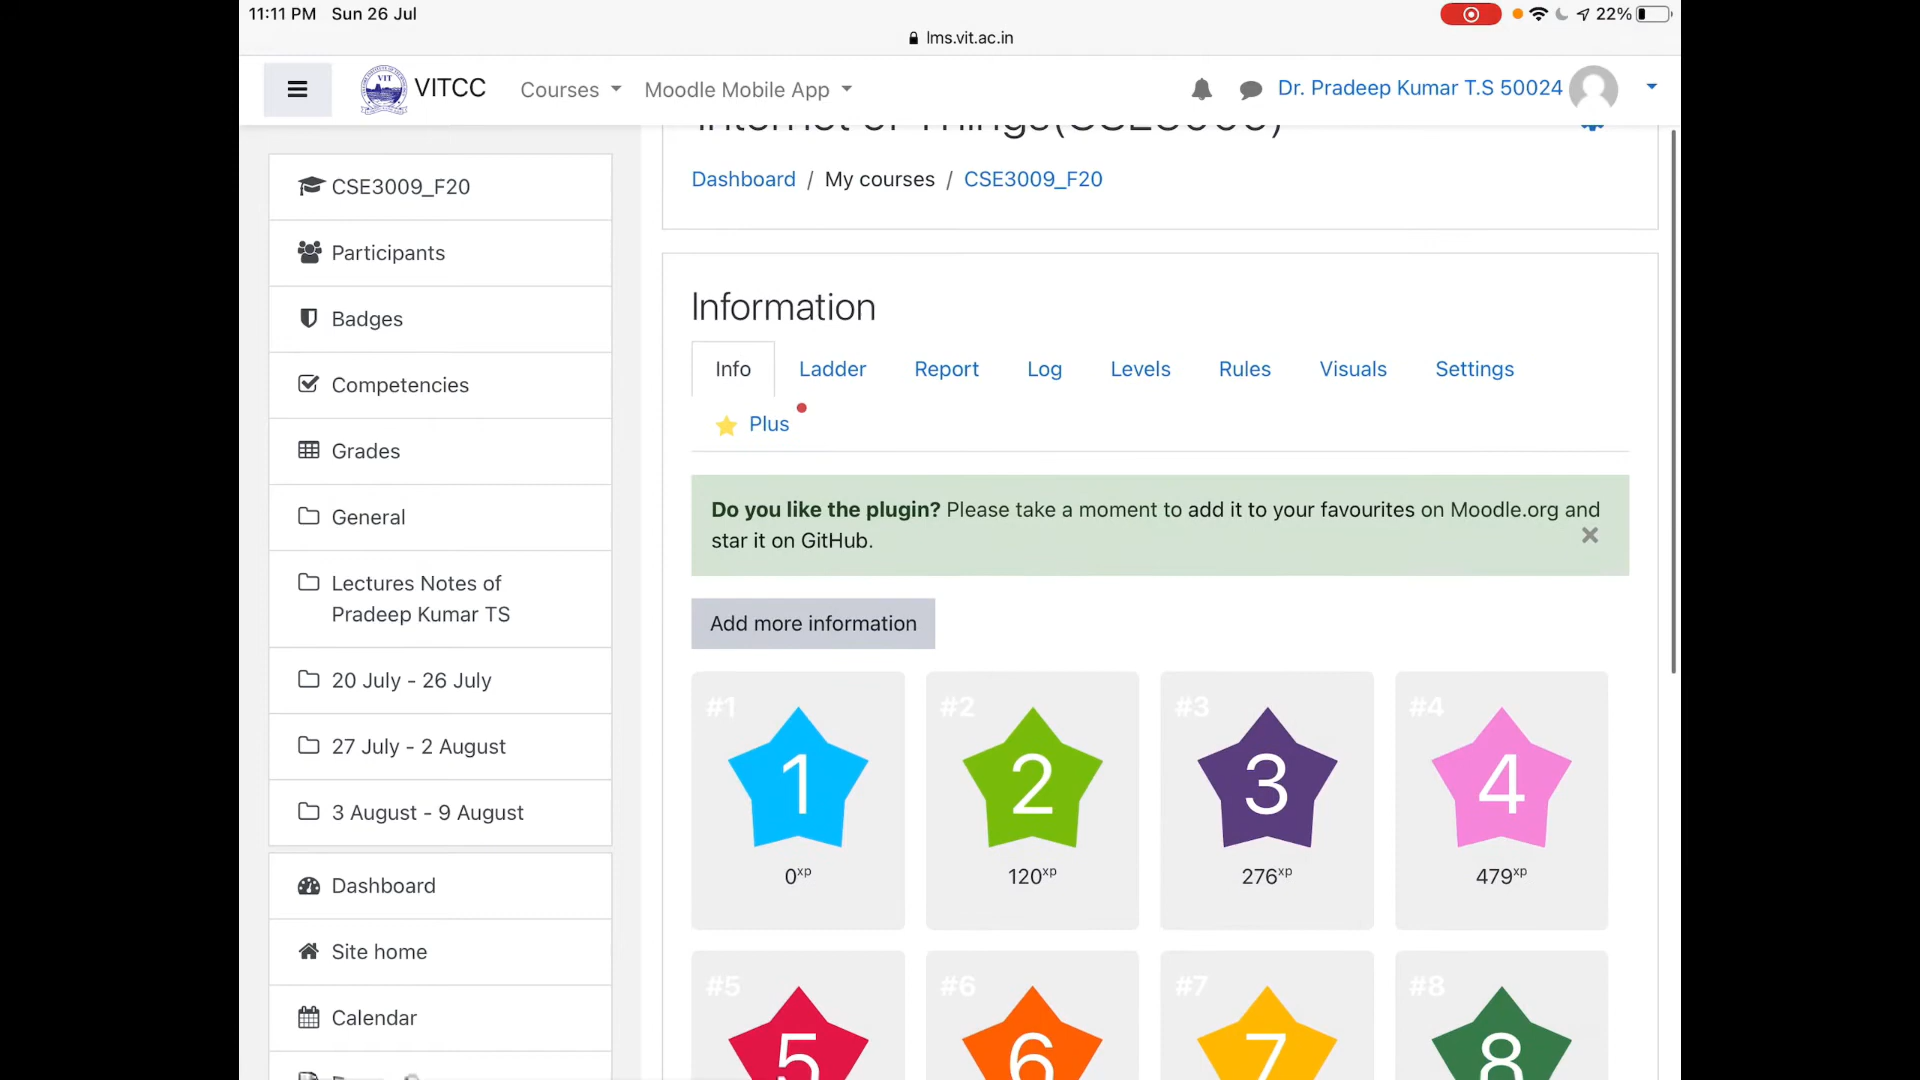 11:11 PM Sun 26 Jul
22%
lms.vit.ac.in
VIT
VITCC
Courses
Moodle Mobile App
Dr. Pradeep Kumar T.S 50024
Internet of Things(CSE3009)
Dashboard / My courses / CSE3009_F20
CSE3009_F20
Participants
Badges
Competencies
Grades
General
Lectures Notes of
Pradeep Kumar TS
20 July - 26 July
27 July - 2 August
3 August - 9 August
Dashboard
Site home
Calendar
Information
Info
Ladder
Report
Log
Levels
Rules
Visuals
Settings
Plus
Do you like the plugin? Please take a moment to add it to your favourites on Moodle.org and
star it on GitHub.
Add more information
#1
1
0xp
#2
2
120xp
#3
3
276xp
#4
4
479xp
#5
5
#6
6
#7
7
#8
8